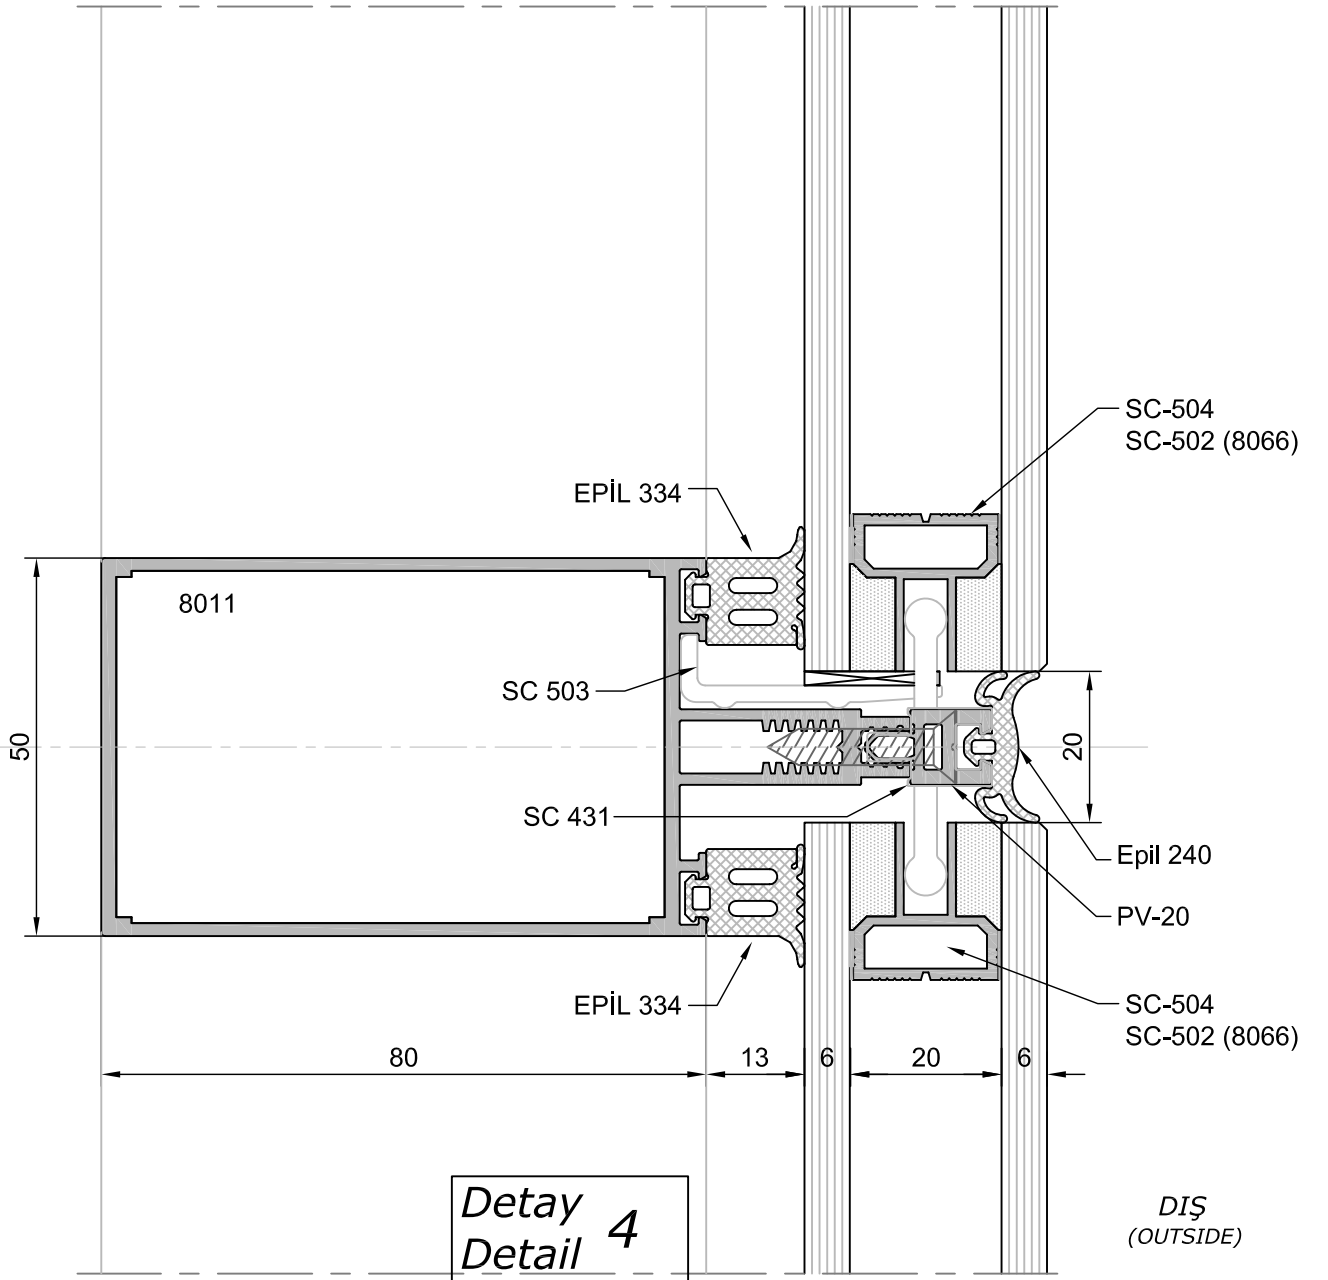 SC-504
SC-502 (8066)
EPİL 334
8011
SC 503
50
20
SC 431
Epil 240
PV-20
EPİL 334
SC-504
SC-502 (8066)
80
13
6
20
6
Detay
Detail
4
DIŞ
(OUTSIDE)